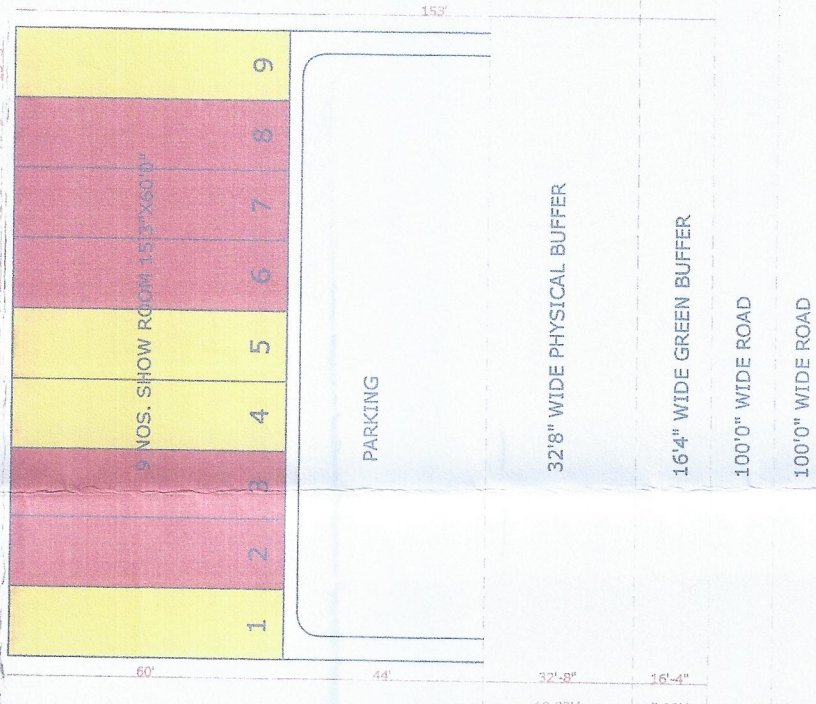 153'
9
8
7
6
5
4
3
2
1
9 NOS. SHOW ROOM 15'3"X60'0"
PARKING
32'8" WIDE PHYSICAL BUFFER
16'4" WIDE GREEN BUFFER
100'0" WIDE ROAD
100'0" WIDE ROAD
60'
44'
32'-8"
16'-4"